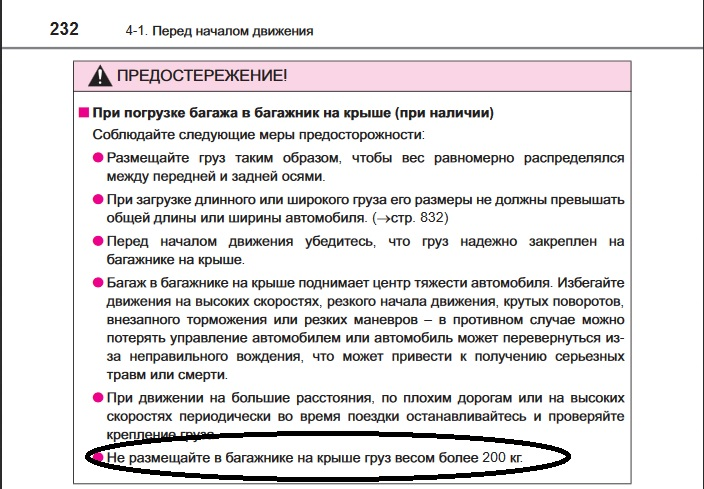 232
4-1. Перед началом движения
ПРЕДОСТЕРЕЖЕНИЕ!
При погрузке багажа в багажник на крыше (при наличии)
Соблюдайте следующие меры предосторожности:
Размещайте груз таким образом, чтобы вес равномерно распределялся
между передней и задней осями.
При загрузке длинного или широкого груза его размеры не должны превышать
общей длины или ширины автомобиля. (→стр. 832)
Перед началом движения убедитесь, что груз надежно закреплен на
багажнике на крыше.
Багаж в багажнике на крыше поднимает центр тяжести автомобиля. Избегайте
движения на высоких скоростях, резкого начала движения, крутых поворотов,
внезапного торможения или резких маневров – в противном случае можно
потерять управление автомобилем или автомобиль может перевернуться из-
за неправильного вождения, что может привести к получению серьезных
травм или смерти.
При движении на большие расстояния, по плохим дорогам или на высоких
скоростях периодически во время поездки останавливайтесь и проверяйте
крепление груза.
Не размещайте в багажнике на крыше груз весом более 200 кг.